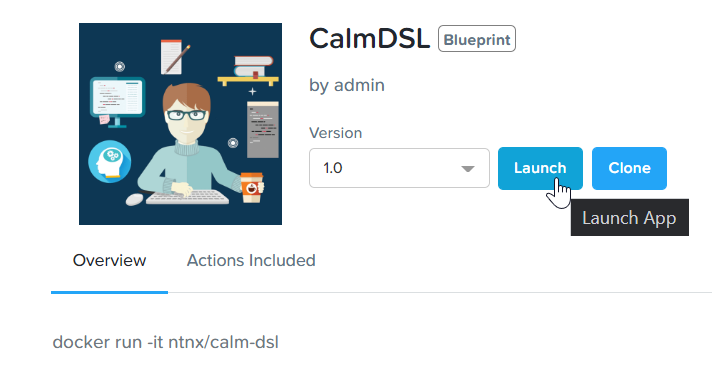 CalmDSL Blueprint
by admin
Version
1.0 Launch Clone
Launch App
Overview Actions Included
docker run -it ntnx/calm-dsl